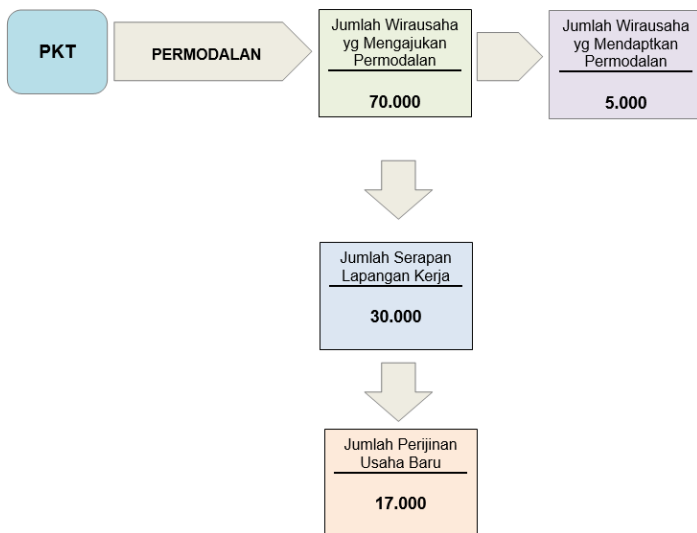 PKT
PERMODALAN
Jumlah Wirausaha
yg Mengajukan
Permodalan
70.000
Jumlah Wirausaha
yg Mendaptkan
Permodalan
5.000
Jumlah Serapan
Lapangan Kerja
30.000
Jumlah Perijinan
Usaha Baru
17.000